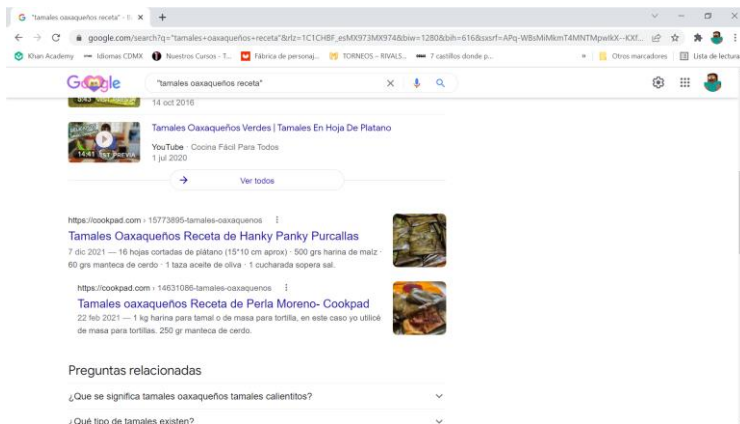 "tamales oaxaqueños receta" - B
google.com/search?q="tamales+oaxaqueños+receta"&rlz=1C1CHBF_esMX973MX974&biw=1280&bih=616&sxsrf=APq-WBsMiMkmT4MNTMpwlkX--KXf...
Khan Academy Idiomas CDMX Nuestros Cursos - T... Fábrica de personaj... TORNEOS – RIVALS... 7 castillos donde p... » Otros marcadores Lista de lectura
Google "tamales oaxaqueños receta"
5:43
14 oct 2016
Tamales Oaxaqueños Verdes | Tamales En Hoja De Platano
YouTube · Cocina Fácil Para Todos
14:41 VISTA PREVIA 1 jul 2020
Ver todos
https://cookpad.com › 15773895-tamales-oaxaquenos
Tamales Oaxaqueños Receta de Hanky Panky Purcallas
7 dic 2021 — 16 hojas cortadas de plátano (15*10 cm aprox) · 500 grs harina de maíz ·
60 grs manteca de cerdo · 1 taza aceite de oliva · 1 cucharada sopera sal.
https://cookpad.com › 14631086-tamales-oaxaquenos
Tamales oaxaqueños Receta de Perla Moreno- Cookpad
22 feb 2021 — 1 kg harina para tamal o de masa para tortilla, en este caso yo utilicé
de masa para tortillas. 250 gr manteca de cerdo.
Preguntas relacionadas
¿Que se significa tamales oaxaqueños tamales calientitos?
¿Qué tipo de tamales existen?